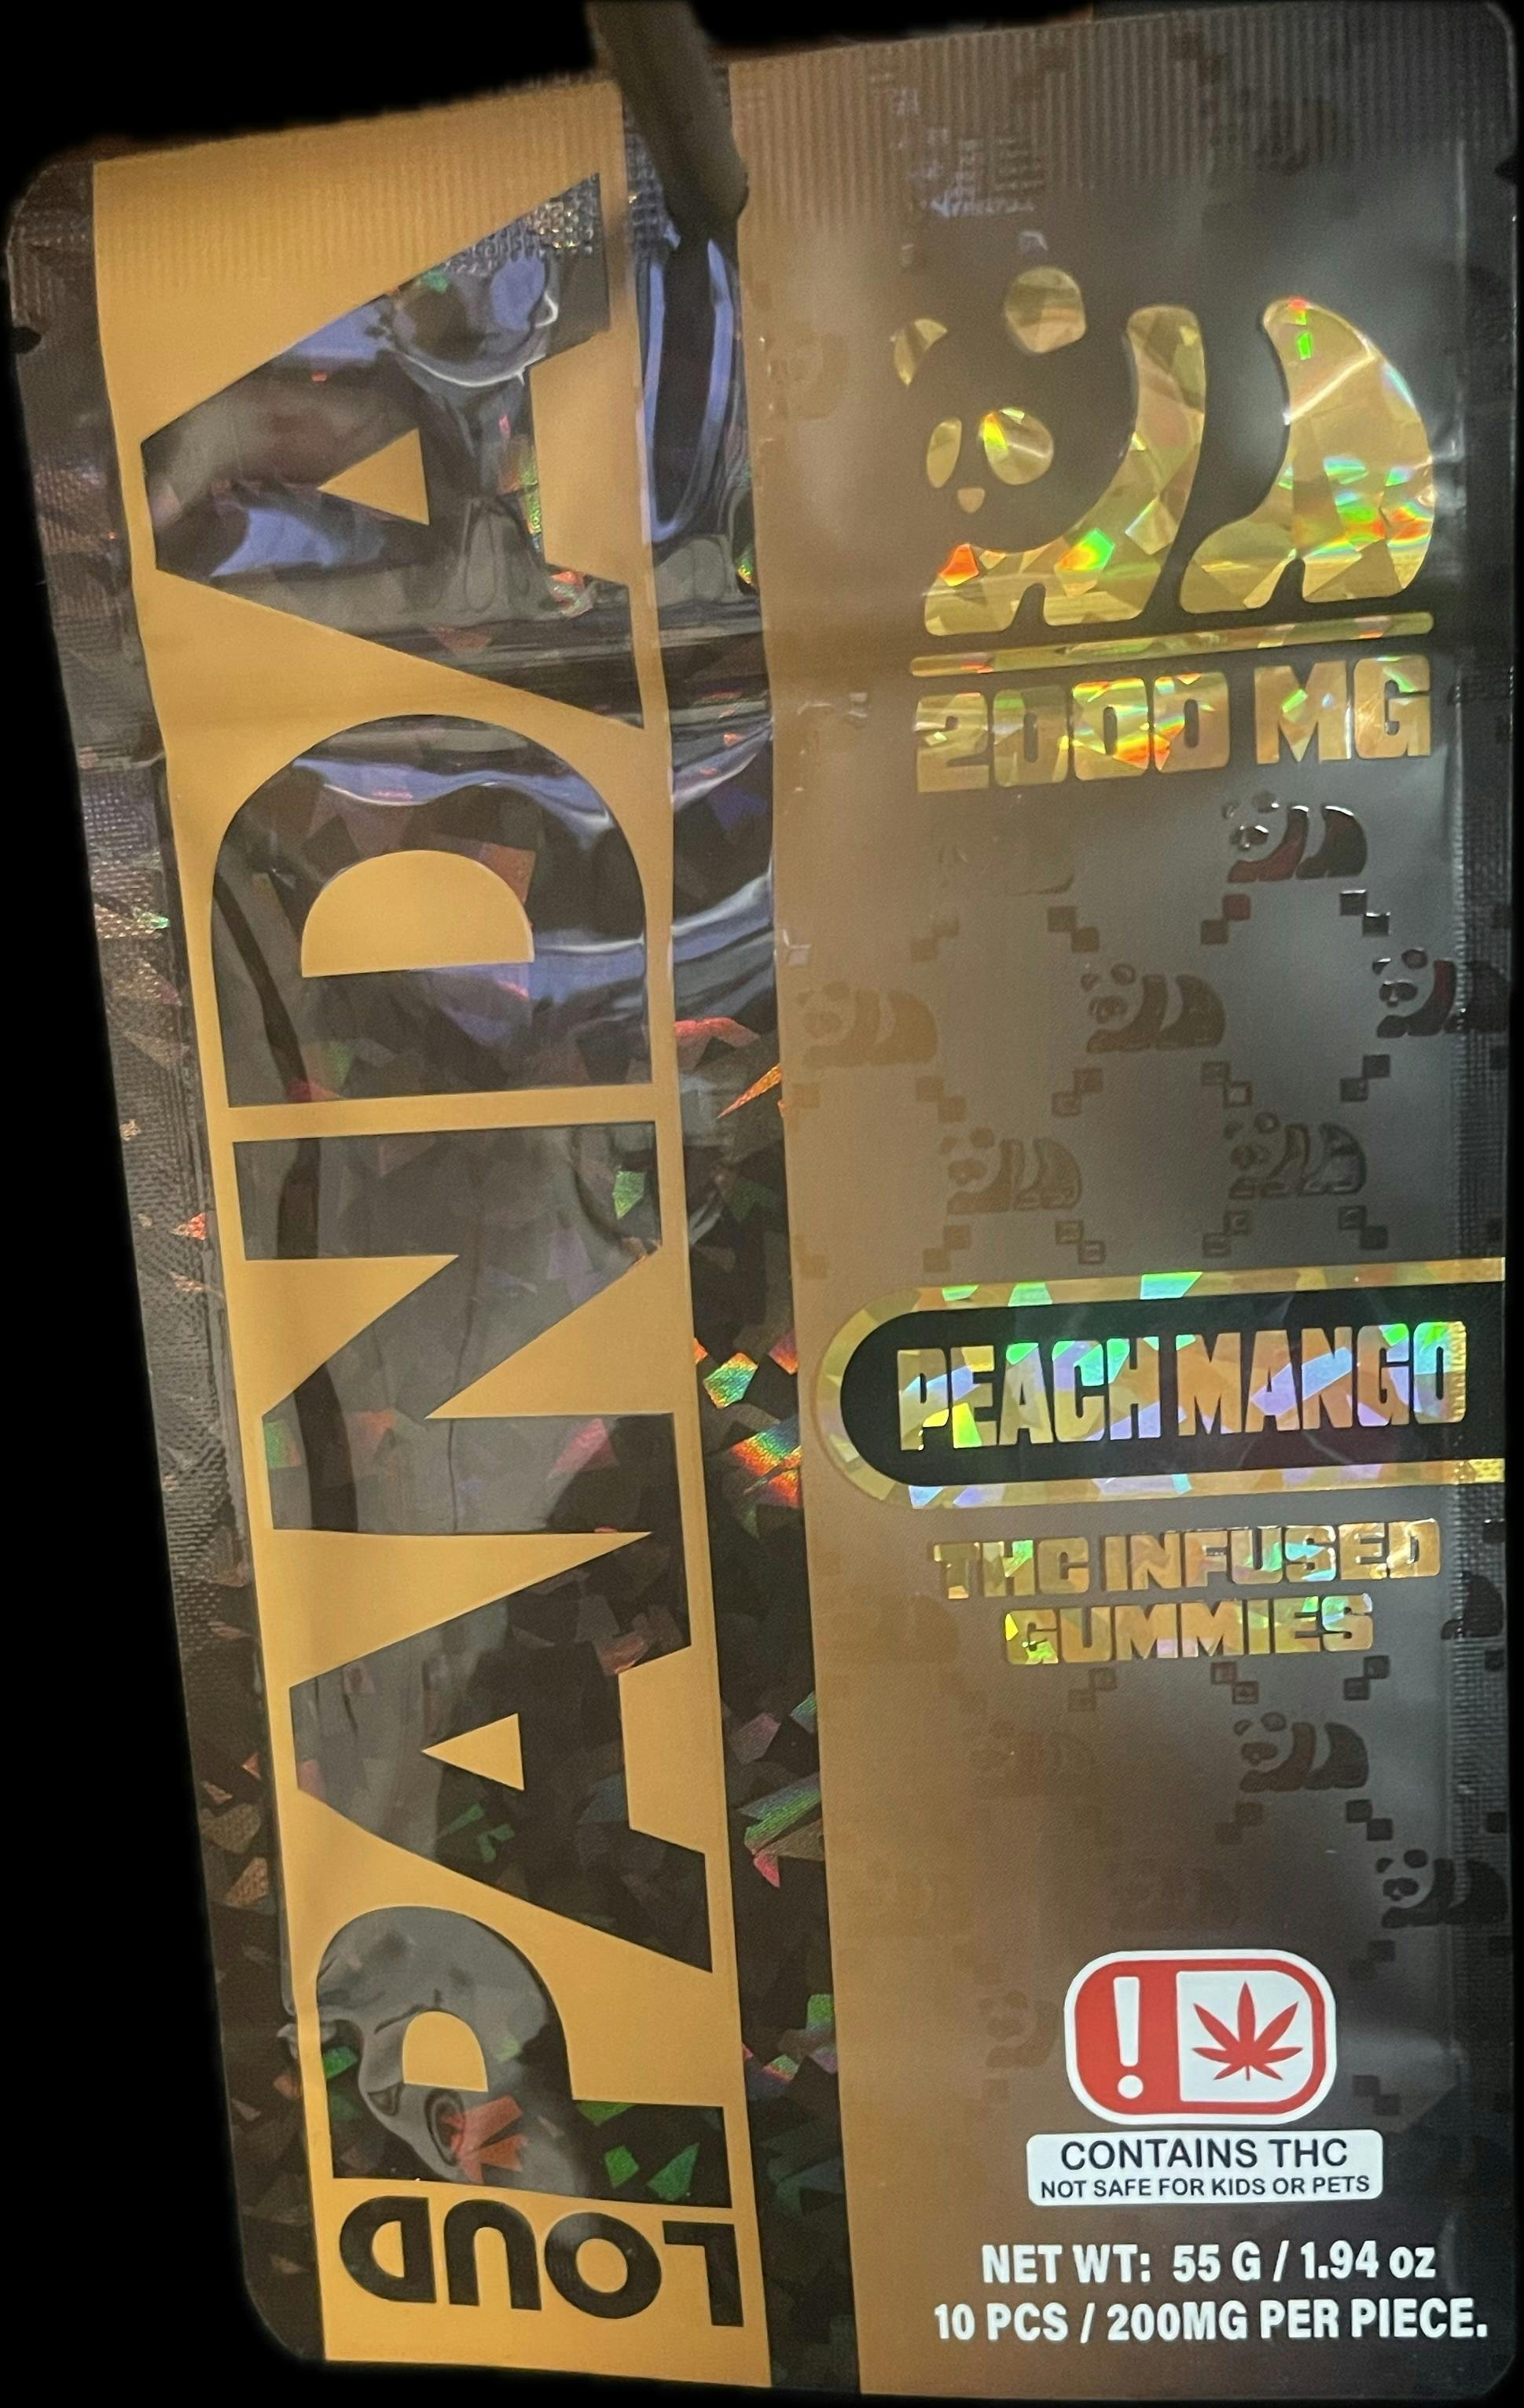 LOUD
PANDA
2000 MG
PEACH MANGO
THC INFUSED
GUMMIES
!
CONTAINS THC
NOT SAFE FOR KIDS OR PETS
NET WT: 55 G / 1.94 oz
10 PCS / 200MG PER PIECE.